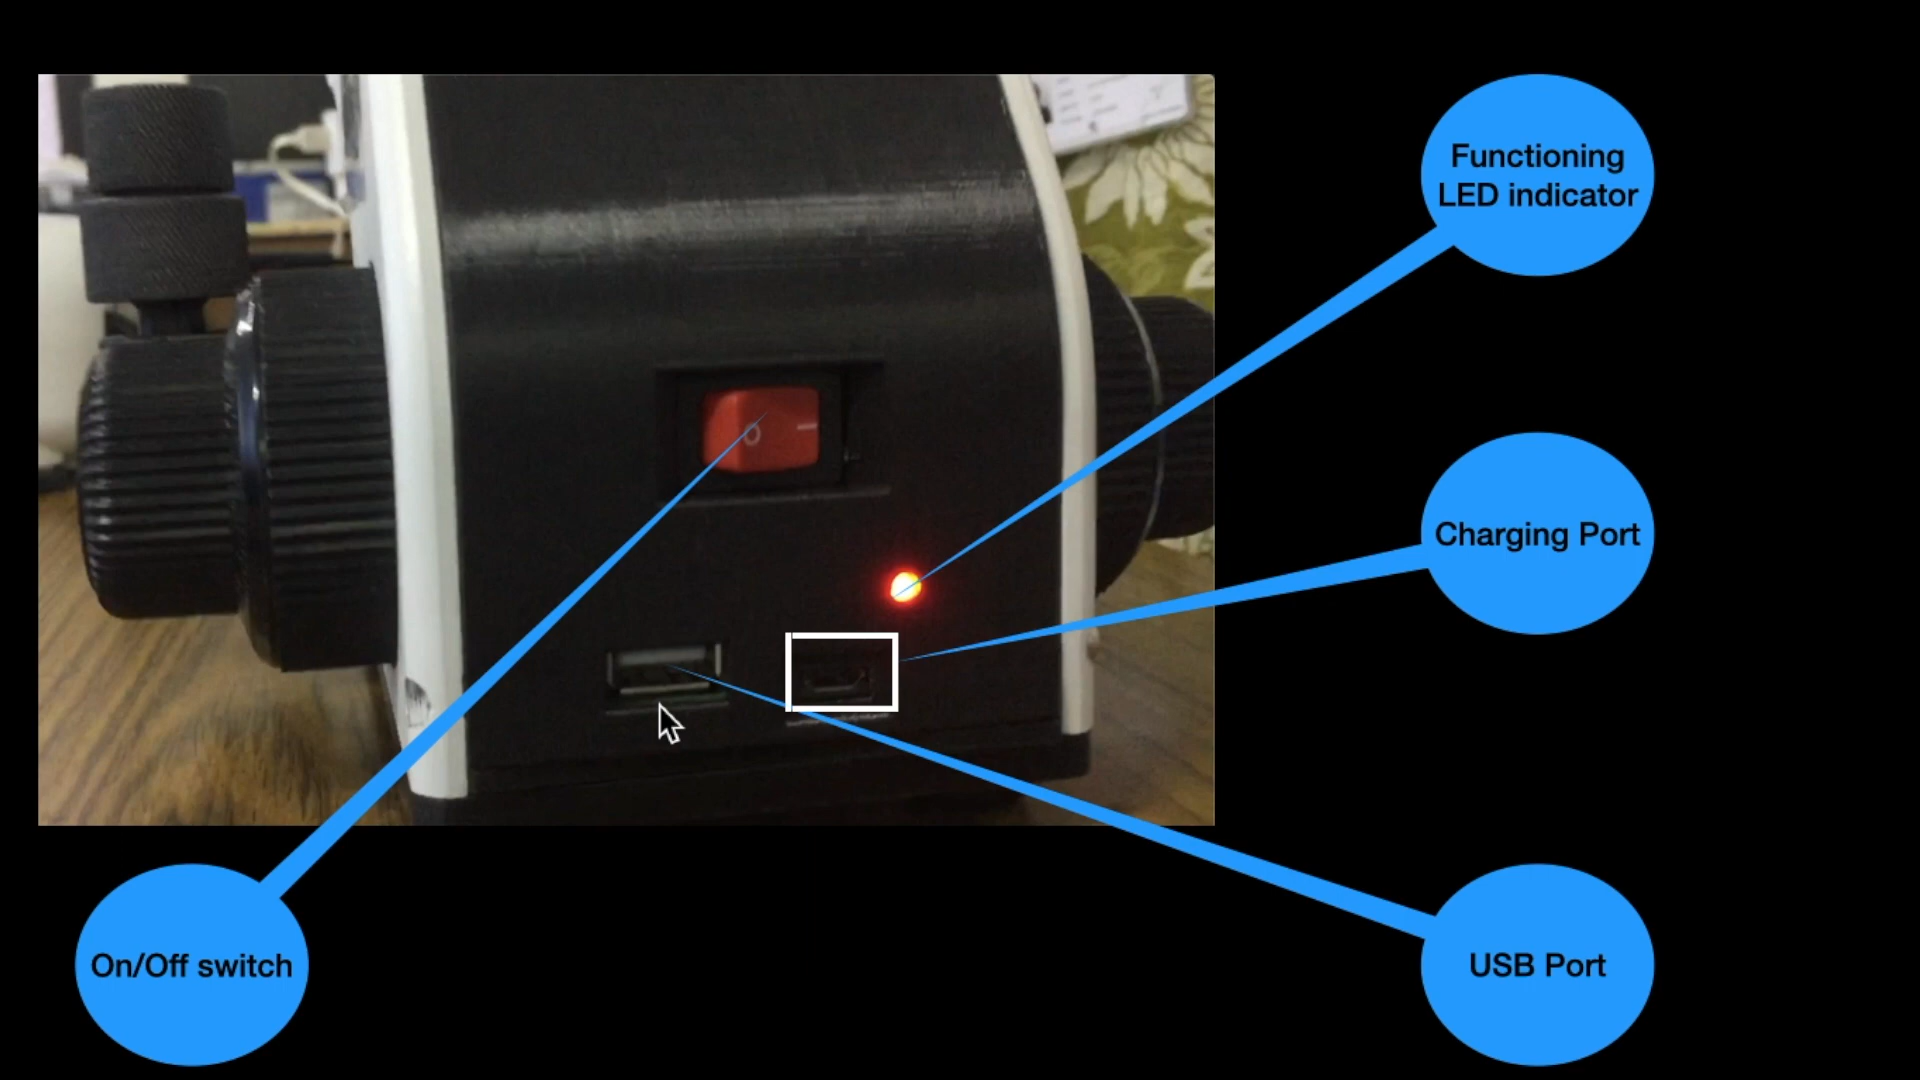 Functioning
LED indicator
Charging Port
On/Off switch
USB Port